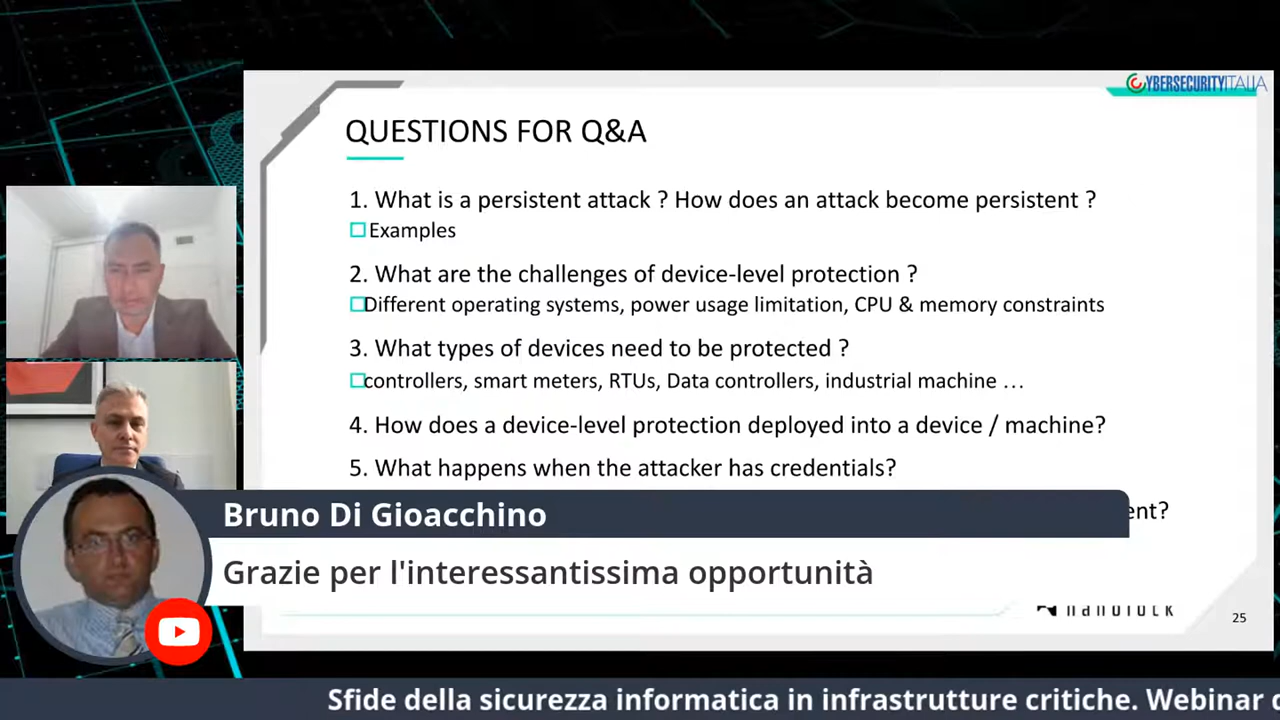 CYBERSECURITYITALIA
QUESTIONS FOR Q&A
1. What is a persistent attack ? How does an attack become persistent ?
Examples
2. What are the challenges of device-level protection ?
Different operating systems, power usage limitation, CPU & memory constraints
3. What types of devices need to be protected ?
controllers, smart meters, RTUs, Data controllers, industrial machine …
4. How does a device-level protection deployed into a device / machine?
5. What happens when the attacker has credentials?
ent?
Bruno Di Gioacchino
Grazie per l'interessantissima opportunità
25
Sfide della sicurezza informatica in infrastrutture critiche. Webinar